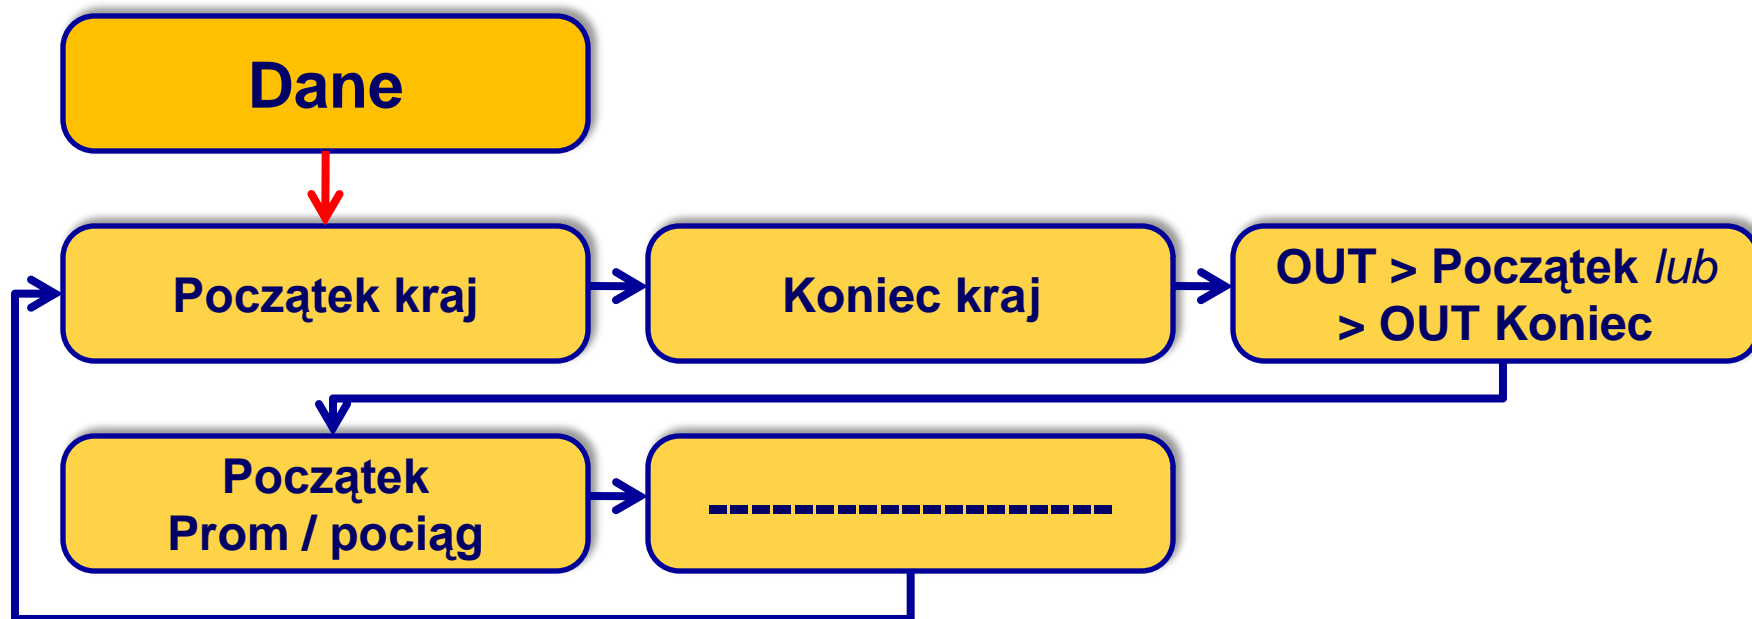 Dane
Początek kraj
Koniec kraj
OUT > Początek lub
> OUT Koniec
Początek
Prom / pociąg
-------------------